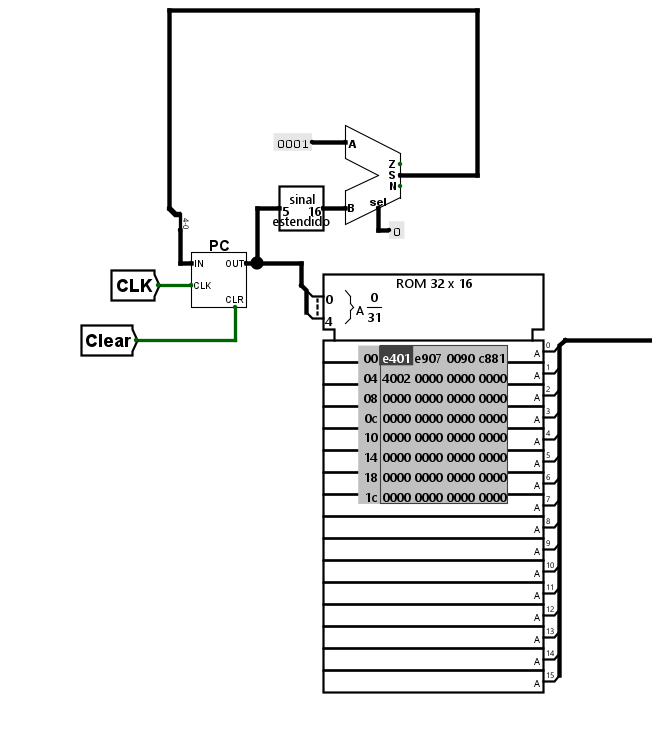 0001
A
Z
S
N
sel
B
0
sinal
5 16
estendido
4-0
PC
IN OUT
CLK
CLR
CLK
Clear
ROM 32 x 16
0
4
A 0
31
00 e401 e907 0090 c881
04 4002 0000 0000 0000
08 0000 0000 0000 0000
0c 0000 0000 0000 0000
10 0000 0000 0000 0000
14 0000 0000 0000 0000
18 0000 0000 0000 0000
1c 0000 0000 0000 0000
A 0
A 1
A 2
A 3
A 4
A 5
A 6
A 7
A 8
A 9
A 10
A 11
A 12
A 13
A 14
A 15